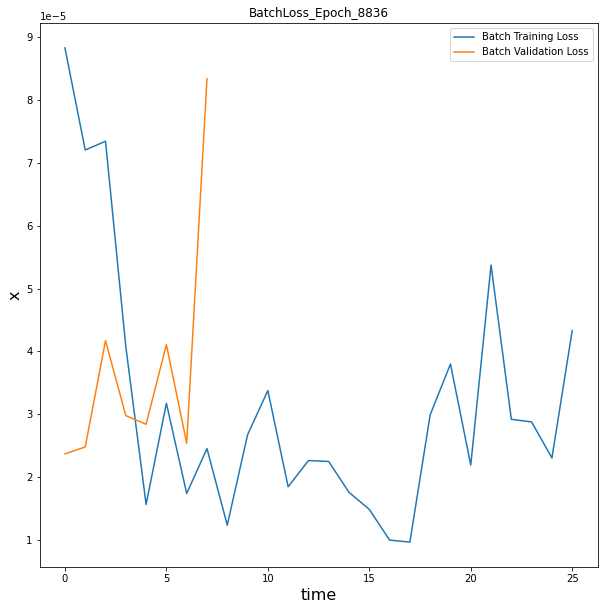 BatchLoss_Epoch_8836
1e−5
Batch Training Loss
Batch Validation Loss
9
8
7
6
5
4
3
2
1
x
0 5 10 15 20 25
time